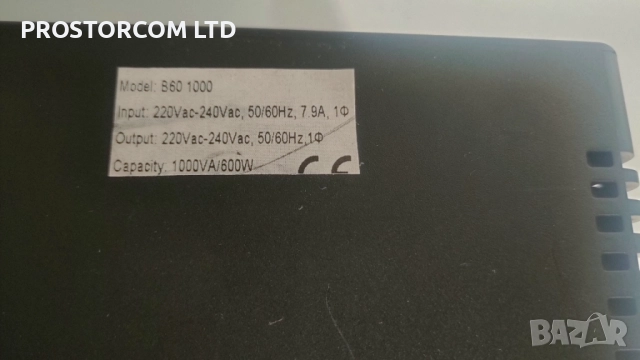 PROSTORCOM LTD
Model: B60 1000
Input: 220Vac-240Vac, 50/60Hz, 7.9A, 1Φ
Output: 220Vac-240Vac, 50/60Hz,1Φ
Capacity: 1000VA/600W CE
BAZAR